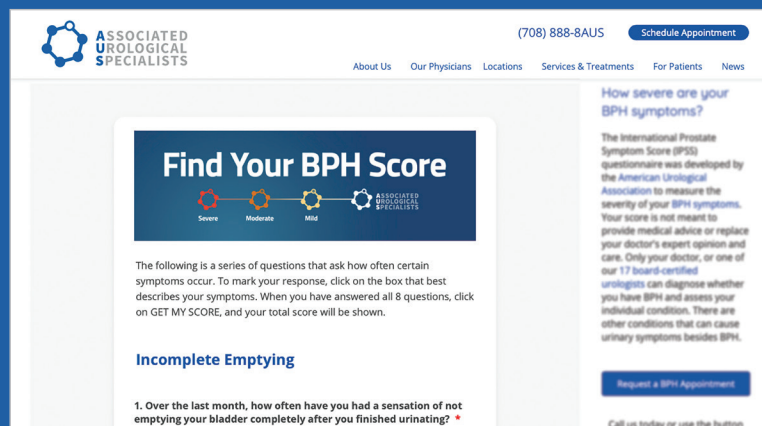 ASSOCIATED
UROLOGICAL
SPECIALISTS
(708) 888-8AUS
Schedule Appointment
About Us Our Physicians Locations Services & Treatments For Patients News
Find Your BPH Score
Severe Moderate Mild
ASSOCIATED
UROLOGICAL
SPECIALISTS
The following is a series of questions that ask how often certain
symptoms occur. To mark your response, click on the box that best
describes your symptoms. When you have answered all 8 questions, click
on GET MY SCORE, and your total score will be shown.
Incomplete Emptying
1. Over the last month, how often have you had a sensation of not
emptying your bladder completely after you finished urinating? *
How severe are your
BPH symptoms?
The International Prostate
Symptom Score (IPSS)
questionnaire was developed by
the American Urological
Association to measure the
severity of your BPH symptoms.
Your score is not meant to
provide medical advice or replace
your doctor's expert opinion and
care. Only your doctor, or one of
our 17 board-certified
urologists can diagnose whether
you have BPH and assess your
individual condition. There are
other conditions that can cause
urinary symptoms besides BPH.
Request a BPH Appointment
Call us today or use the button